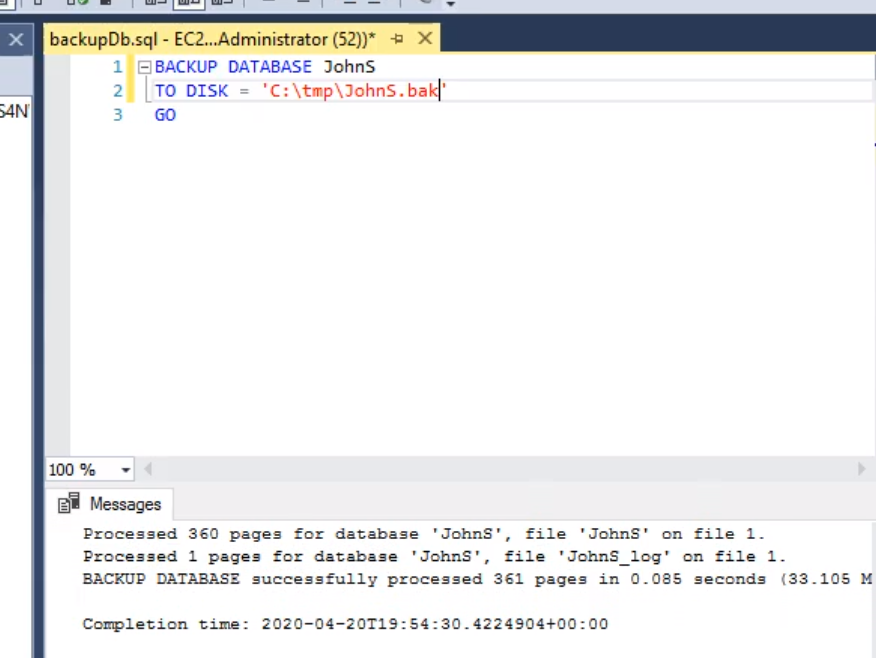 backupDb.sql - EC2...Administrator (52))*
S4N
1 BACKUP DATABASE JohnS
2 TO DISK = 'C:\tmp\JohnS.bak'
3 GO
100 %
Messages
Processed 360 pages for database 'JohnS', file 'JohnS' on file 1.
Processed 1 pages for database 'JohnS', file 'JohnS_log' on file 1.
BACKUP DATABASE successfully processed 361 pages in 0.085 seconds (33.105 M
Completion time: 2020-04-20T19:54:30.4224904+00:00